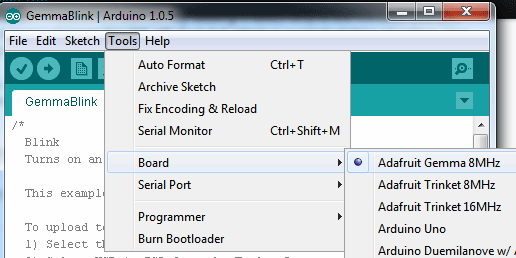 GemmaBlink | Arduino 1.0.5
File Edit Sketch Tools Help
Auto Format Ctrl+T
Archive Sketch
GemmaBlink
Fix Encoding & Reload
/*
Serial Monitor Ctrl+Shift+M
Blink
Turns on an
Board
Adafruit Gemma 8MHz
This example
Serial Port
Adafruit Trinket 8MHz
Adafruit Trinket 16MHz
To upload to
Programmer
Arduino Uno
1) Select th
Burn Bootloader
Arduino Duemilanove w/